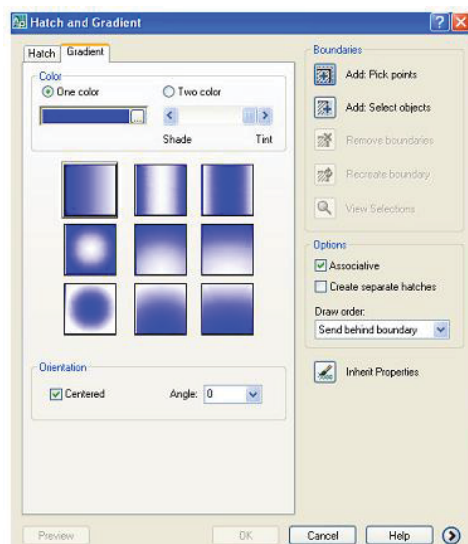 Hatch and Gradient
Hatch
Gradient
Color
One color
Two color
...
Shade
Tint
Orientation
Centered
Angle:
0
Boundaries
Add: Pick points
Add: Select objects
Remove boundaries
Recreate boundary
View Selections
Options
Associative
Create separate hatches
Draw order:
Send behind boundary
Inherit Properties
Preview
OK
Cancel
Help